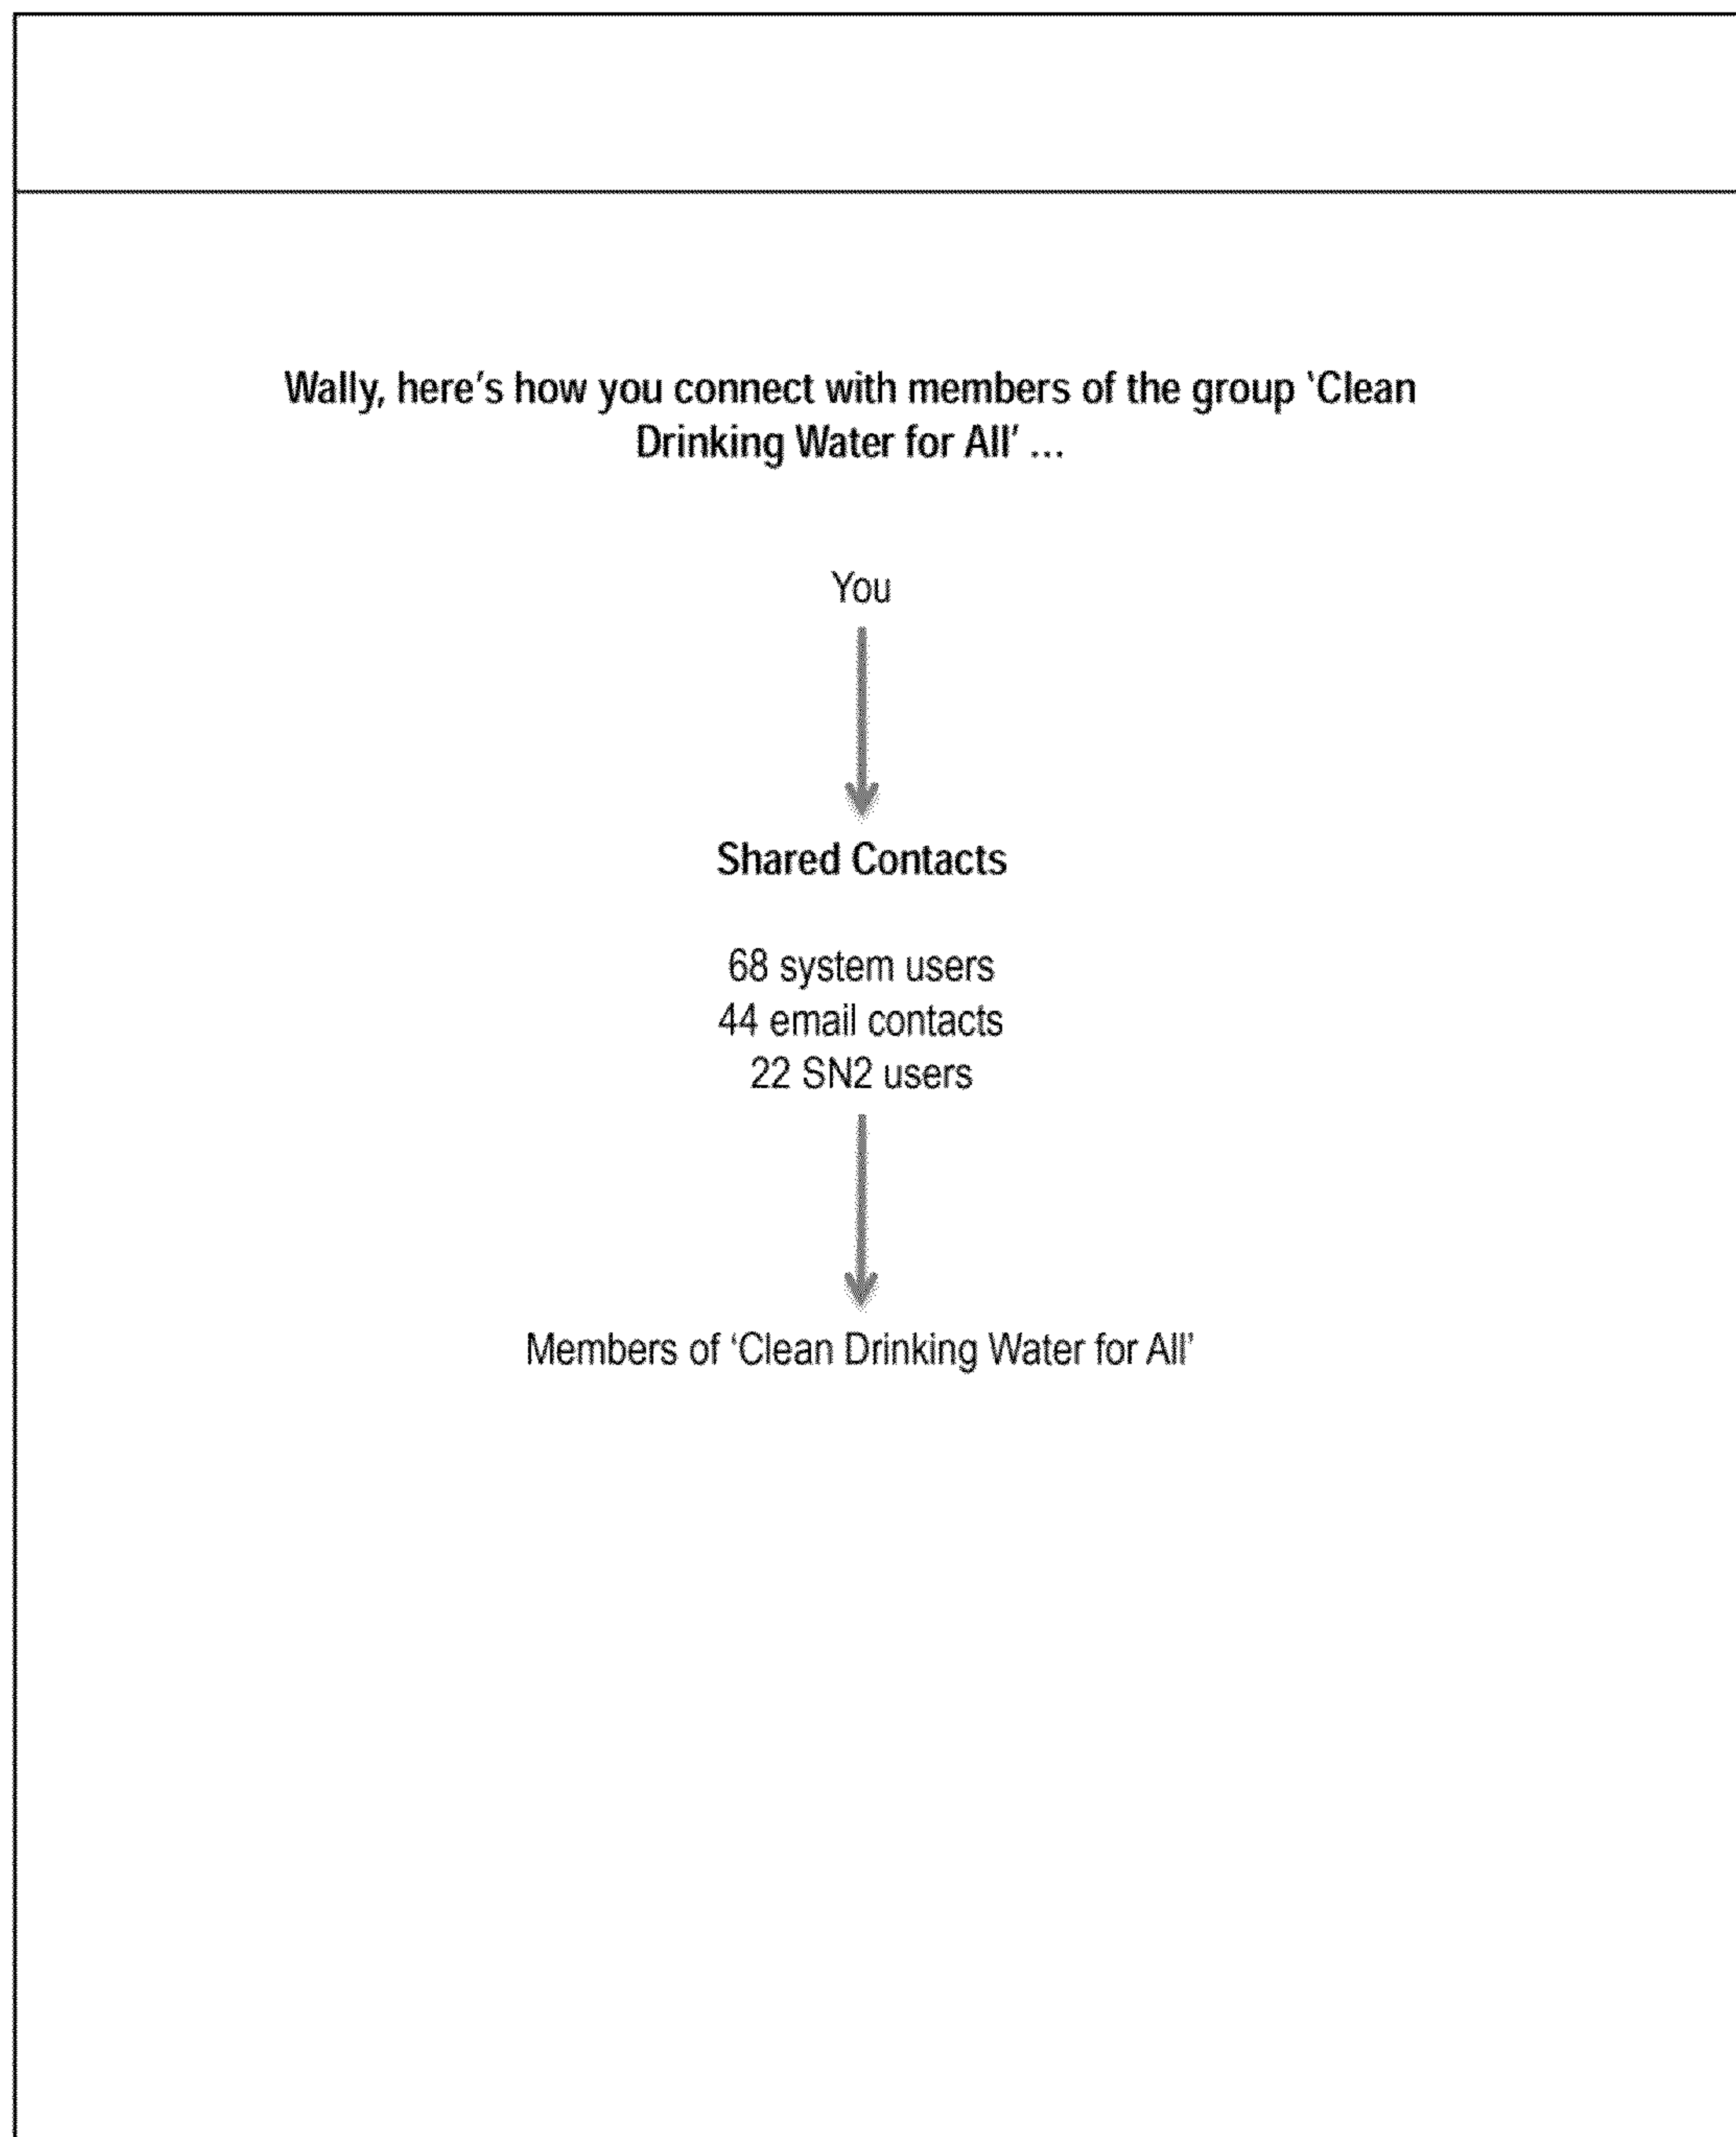 Wally, here's how you connect with members of the group ‘Clean
Drinking Water for All’ ...
You
Shared Contacts
68 system users
44 email contacts
22 SN2 users
Members of ‘Clean Drinking Water for All’